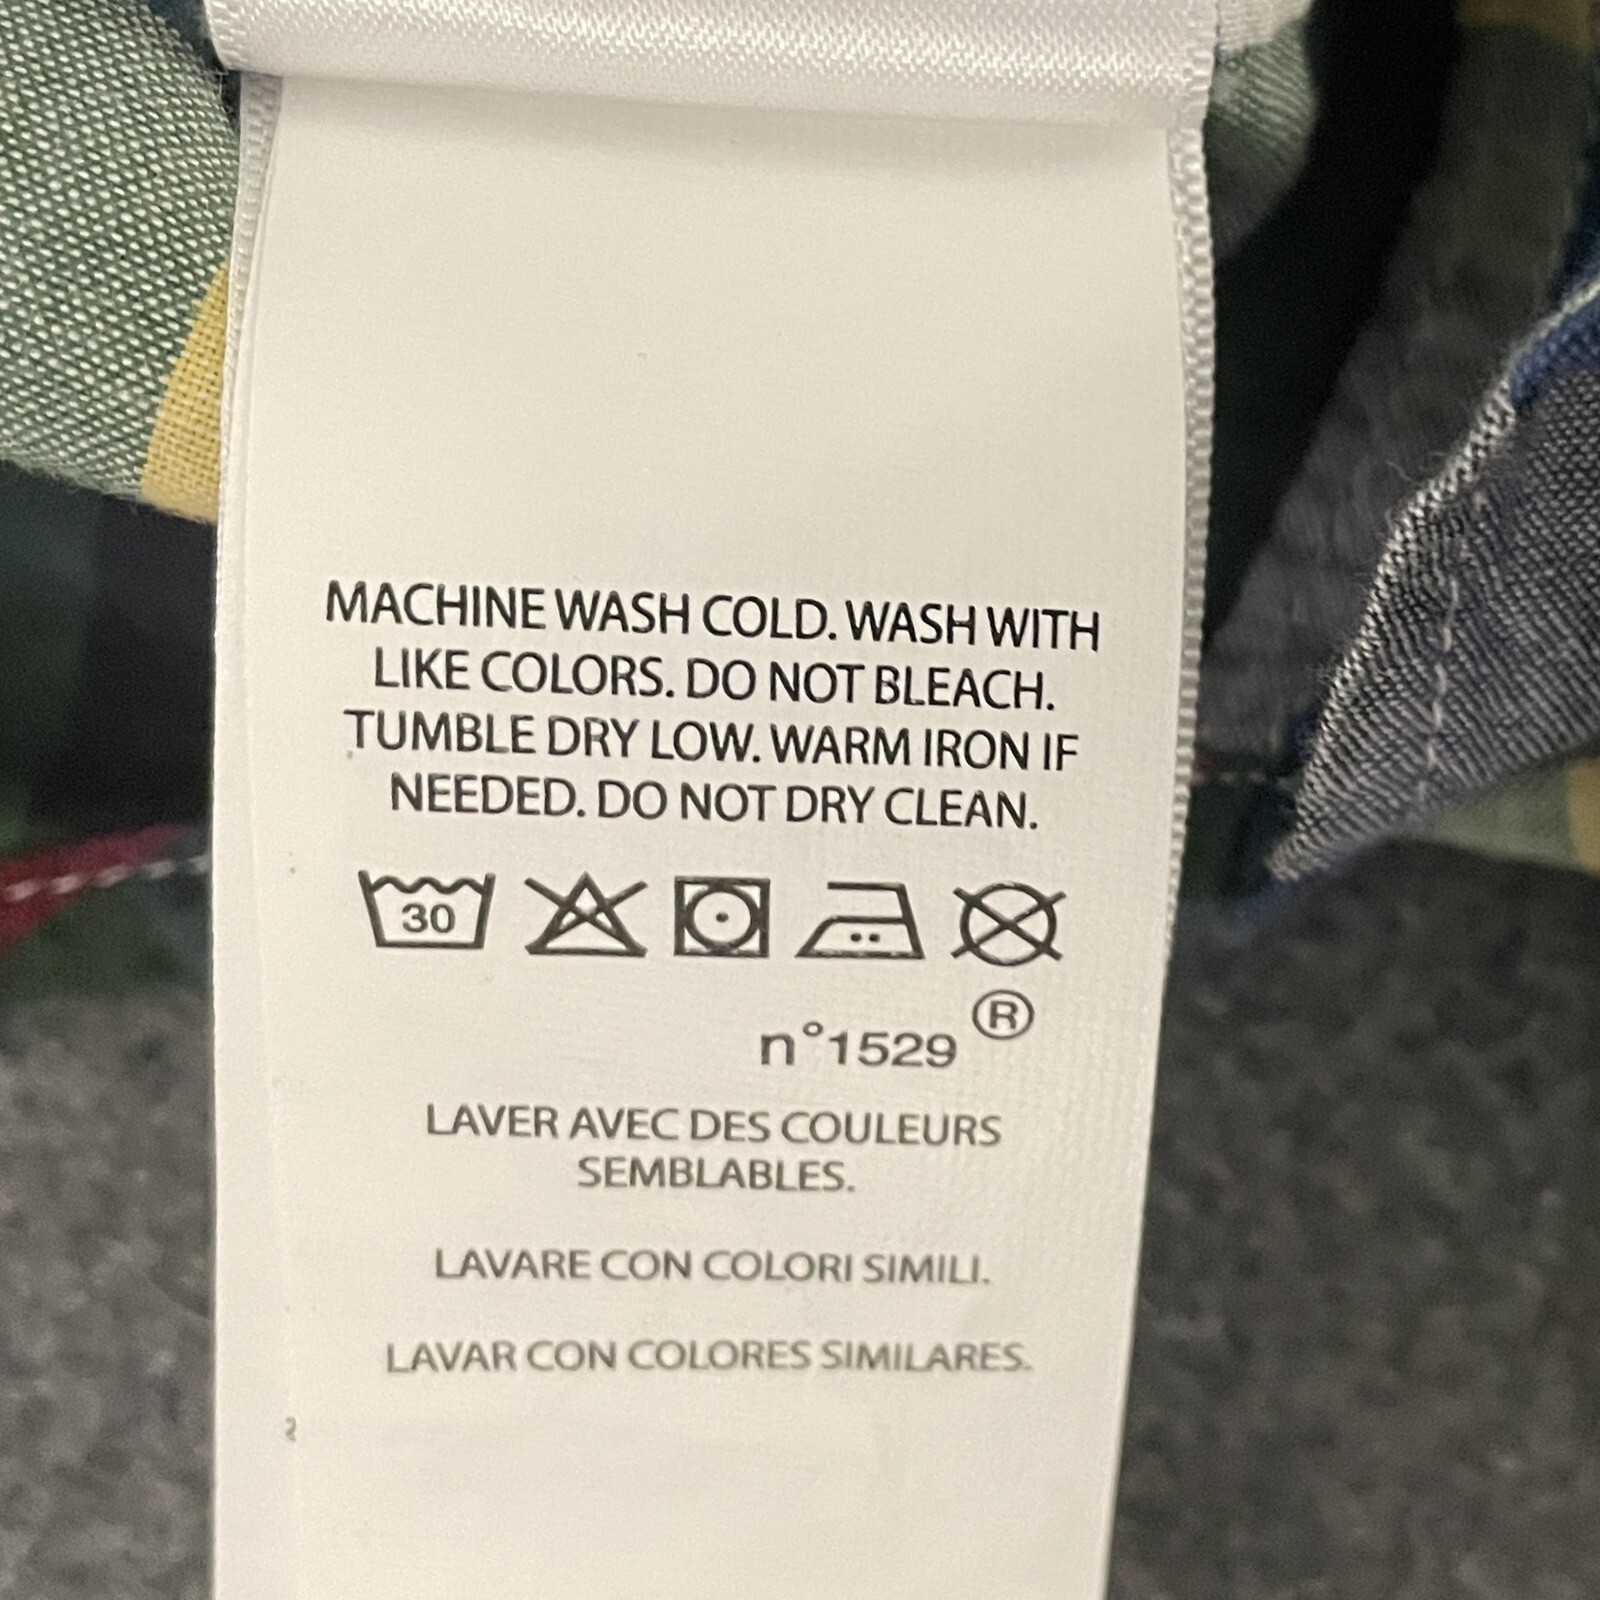 MACHINE WASH COLD. WASH WITH
LIKE COLORS. DO NOT BLEACH.
TUMBLE DRY LOW. WARM IRON IF
NEEDED. DO NOT DRY CLEAN.
30
n°1529 ®
LAVER AVEC DES COULEURS
SEMBLABLES.
LAVARE CON COLORI SIMILI.
LAVAR CON COLORES SIMILARES.